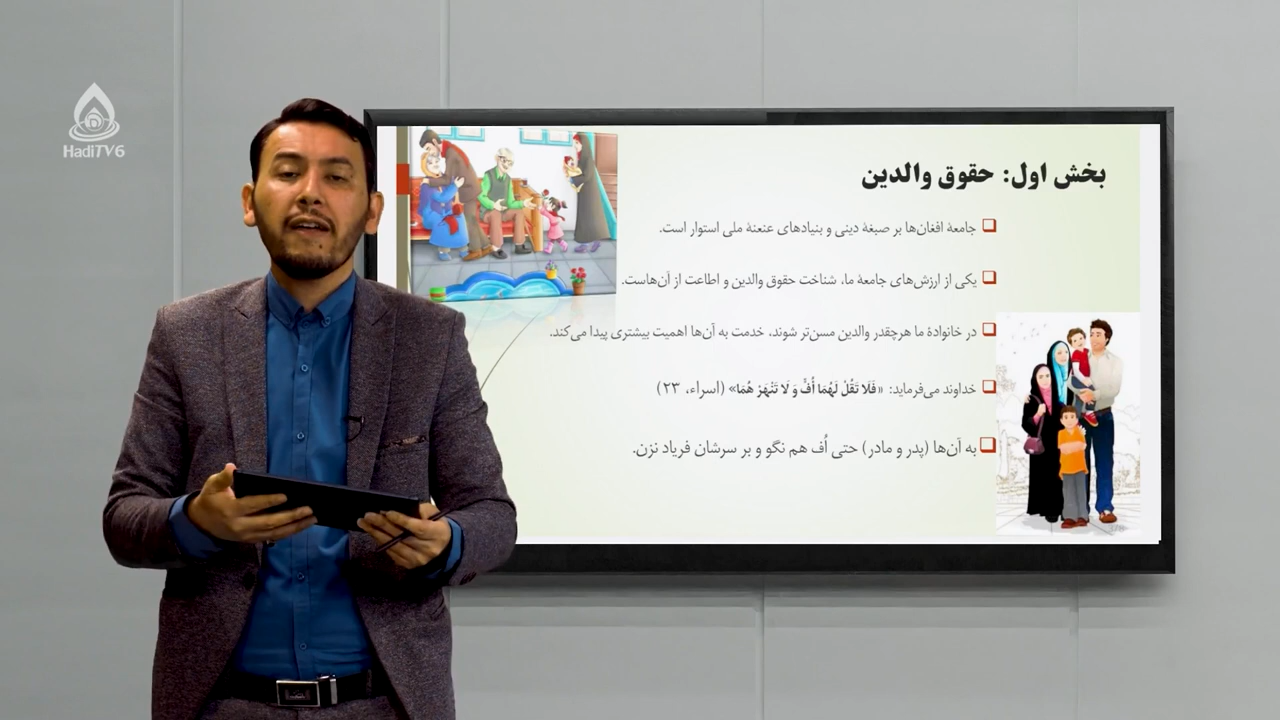 HadiTV6
بخش اول: حقوق والدین
جامعهٔ افغان‌ها بر صبغهٔ دینی و بنیادهای عنعنهٔ ملی استوار است.
یکی از ارزش‌های جامعهٔ ما، شناخت حقوق والدین و اطاعت از آن‌هاست.
در خانوادهٔ ما هرچقدر والدین مسن‌تر شوند، خدمت به آن‌ها اهمیت بیشتری پیدا می‌کند.
خداوند می‌فرماید: «فَلَا تَقُلْ لَهُمَا أُفٍّ وَ لَا تَنْهَرْ هُمَا» (اسراء، ۲۳)
به آن‌ها (پدر و مادر) حتی اُف هم نگو و بر سرشان فریاد نزن.